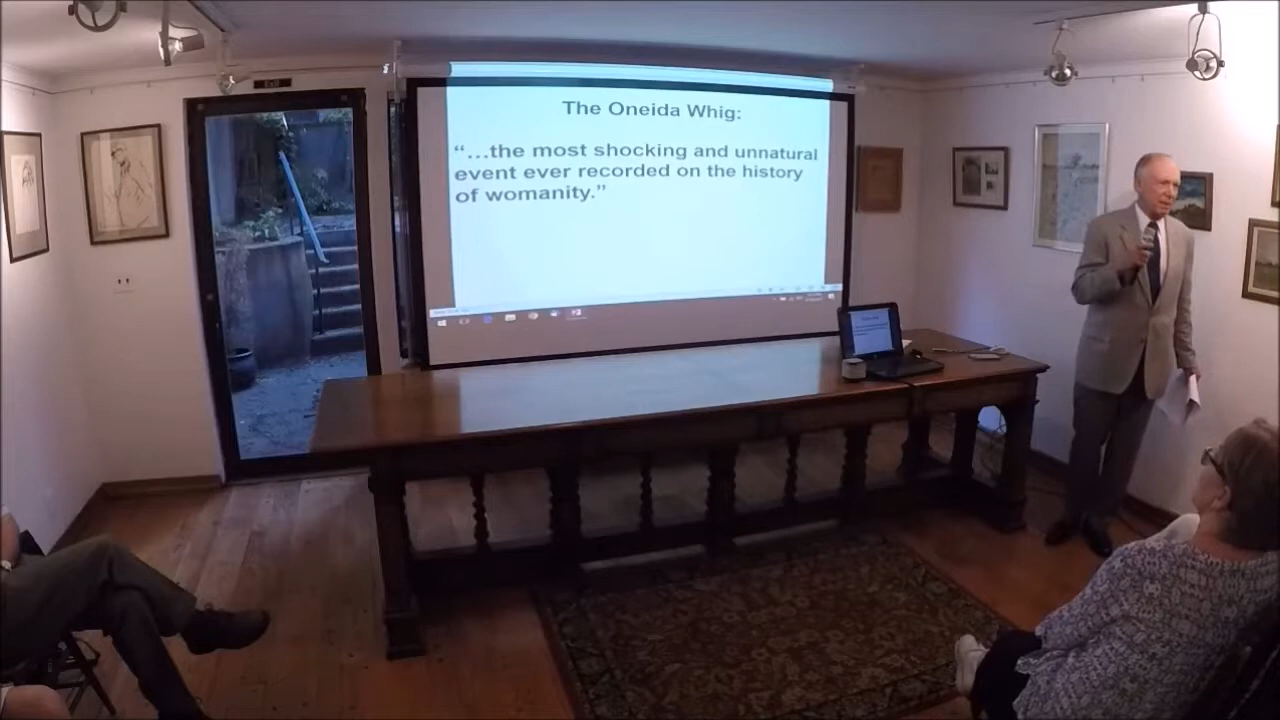 The Oneida Whig:
“…the most shocking and unnatural
event ever recorded on the history
of womanity.”